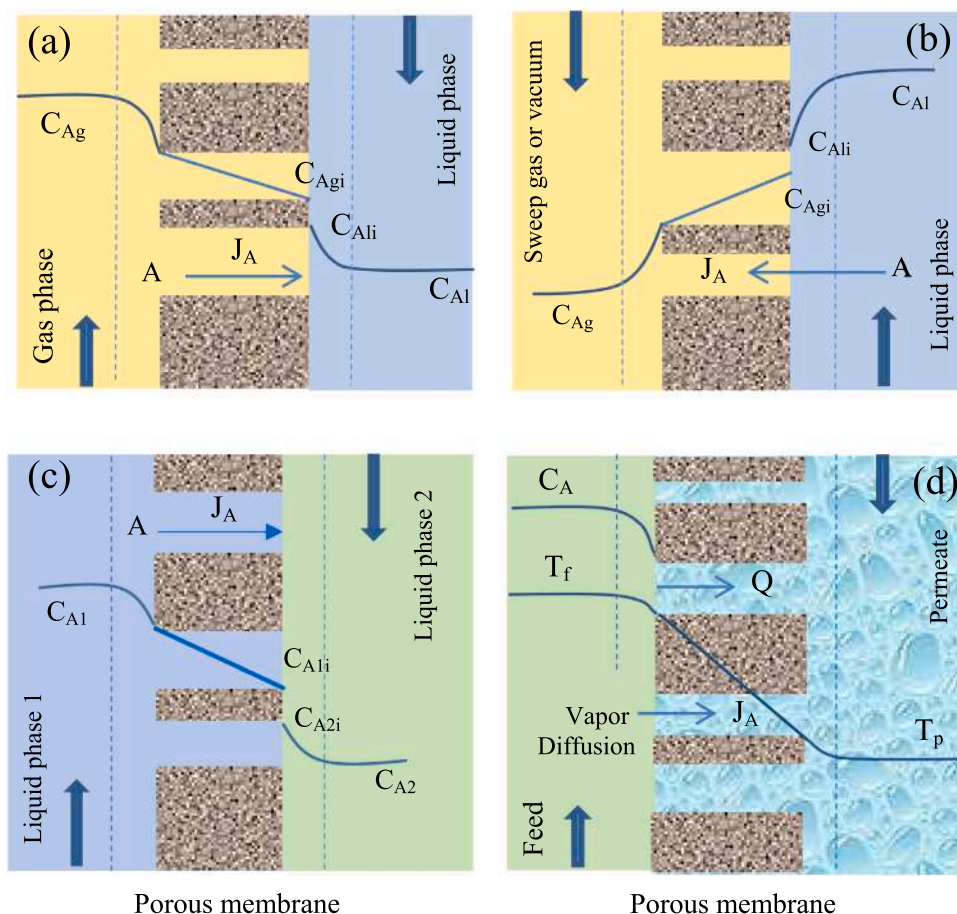 (a)
C_Ag
C_Agi
C_Ali
J_A
A
C_Al
Gas phase
Liquid phase
(b)
Sweep gas or vacuum
C_Al
C_Ali
C_Agi
J_A
A
C_Ag
Liquid phase
(c)
J_A
A
C_A1
C_A1i
C_A2i
C_A2
Liquid phase 1
Liquid phase 2
Porous membrane
(d)
C_A
T_f
Q
Permeate
Vapor
Diffusion
J_A
T_p
Feed
Porous membrane